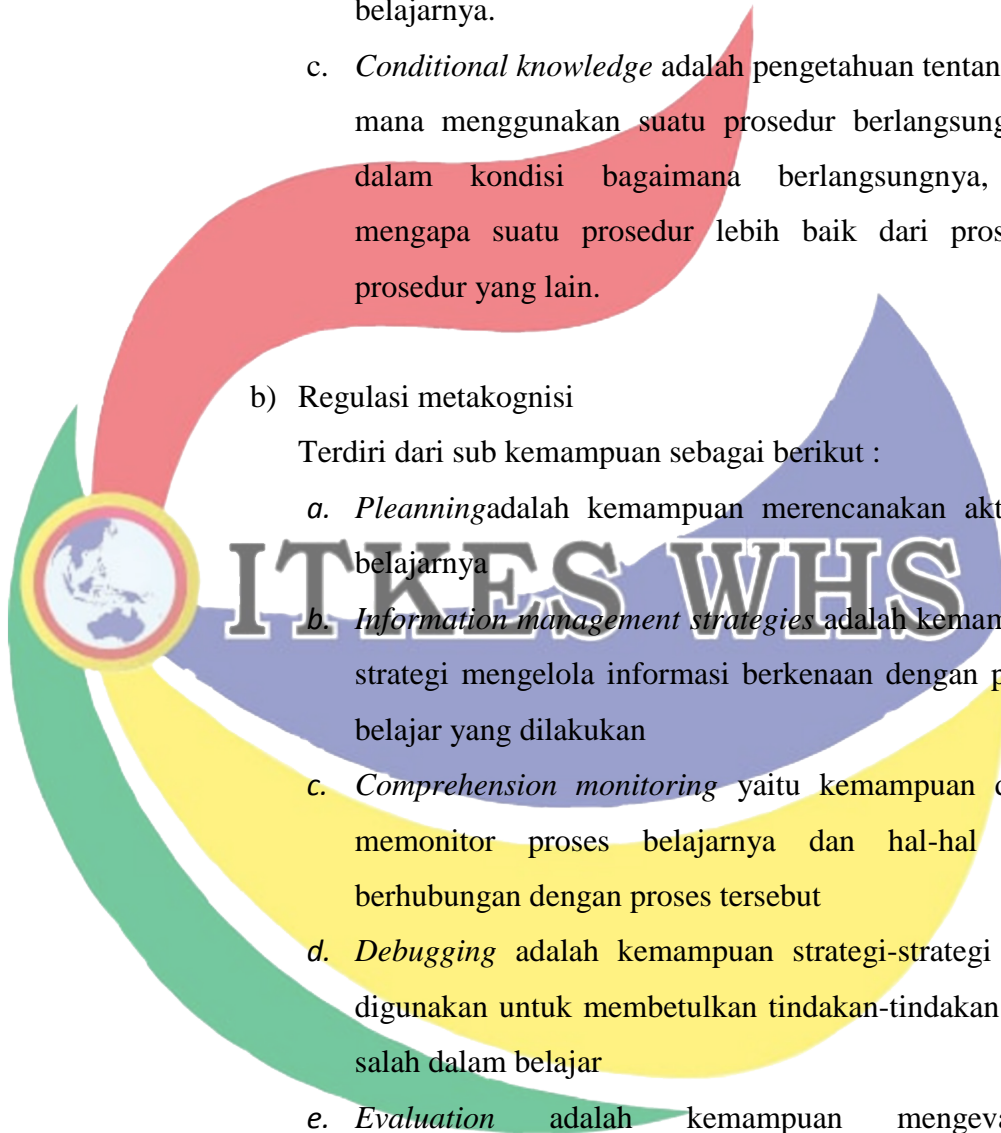 belajarnya.
c. Conditional knowledge adalah pengetahuan tentan
mana menggunakan suatu prosedur berlangsung
dalam kondisi bagaimana berlangsungnya,
mengapa suatu prosedur lebih baik dari pros
prosedur yang lain.
b) Regulasi metakognisi
Terdiri dari sub kemampuan sebagai berikut :
a. Pleanningadalah kemampuan merencanakan akt
belajarnya
ITKES WHS
b. Information management strategies adalah kemam
strategi mengelola informasi berkenaan dengan p
belajar yang dilakukan
c. Comprehension monitoring yaitu kemampuan d
memonitor proses belajarnya dan hal-hal
berhubungan dengan proses tersebut
d. Debugging adalah kemampuan strategi-strategi
digunakan untuk membetulkan tindakan-tindakan
salah dalam belajar
e. Evaluation adalah kemampuan mengeva